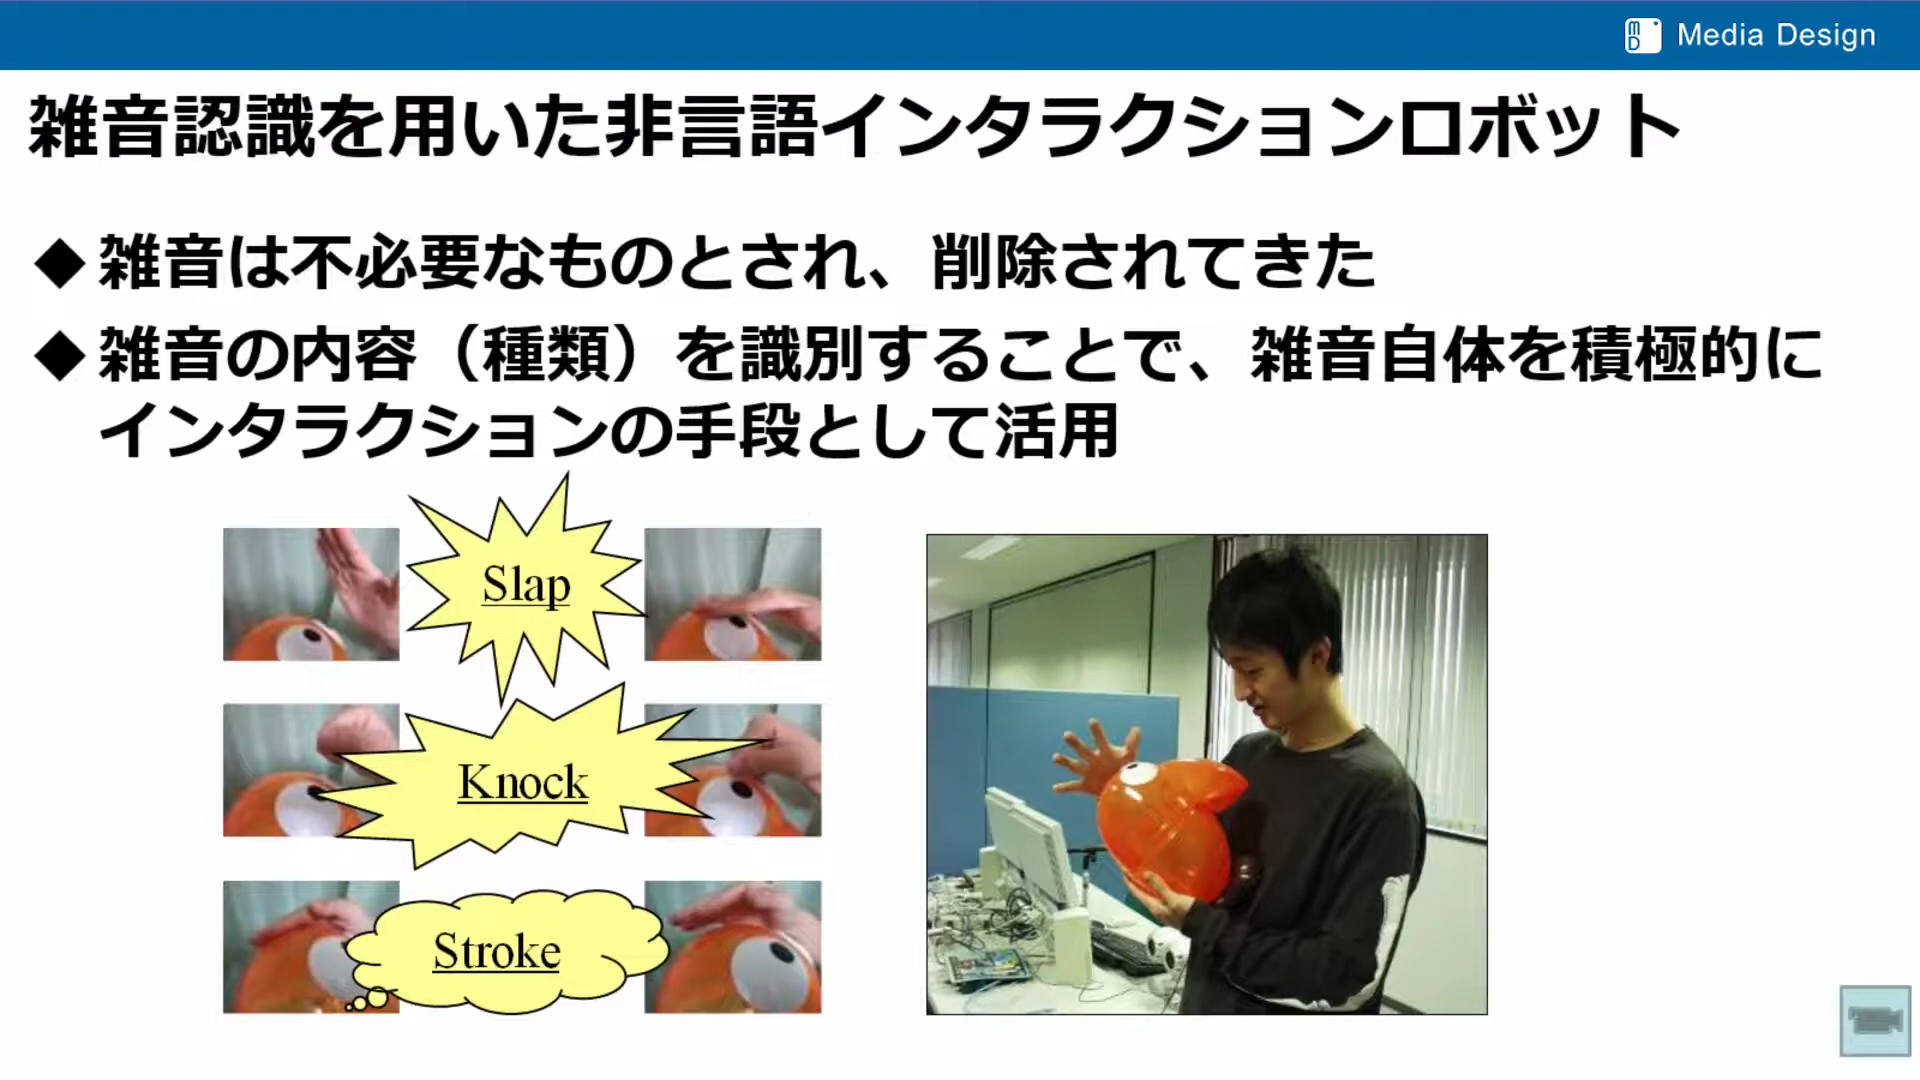 Media Design
雑音認識を用いた非言語インタラクションロボット
◆雑音は不必要なものとされ、削除されてきた
◆雑音の内容（種類）を識別することで、雑音自体を積極的に
インタラクションの手段として活用
Slap
Knock
Stroke